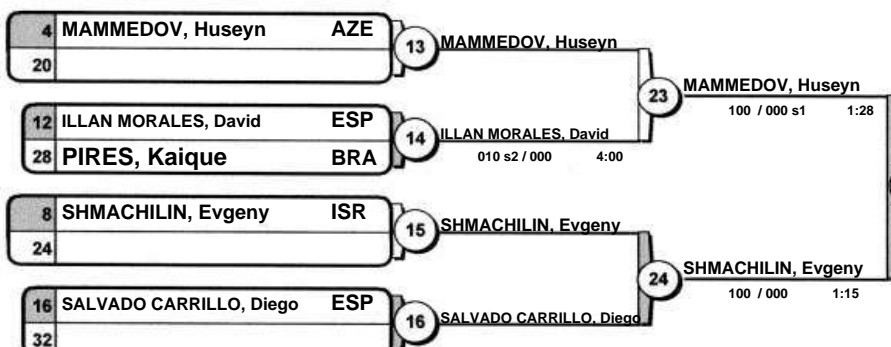 4 MAMMEDOV, Huseyn AZE
20
13
MAMMEDOV, Huseyn
12 ILLAN MORALES, David ESP
28 PIRES, Kaique BRA
14
ILLAN MORALES, David
010 s2 / 000 4:00
23
MAMMEDOV, Huseyn
100 / 000 s1 1:28
8 SHMACHILIN, Evgeny ISR
24
15
SHMACHILIN, Evgeny
16 SALVADO CARRILLO, Diego ESP
32
16
SALVADO CARRILLO, Diego
24
SHMACHILIN, Evgeny
100 / 000 1:15